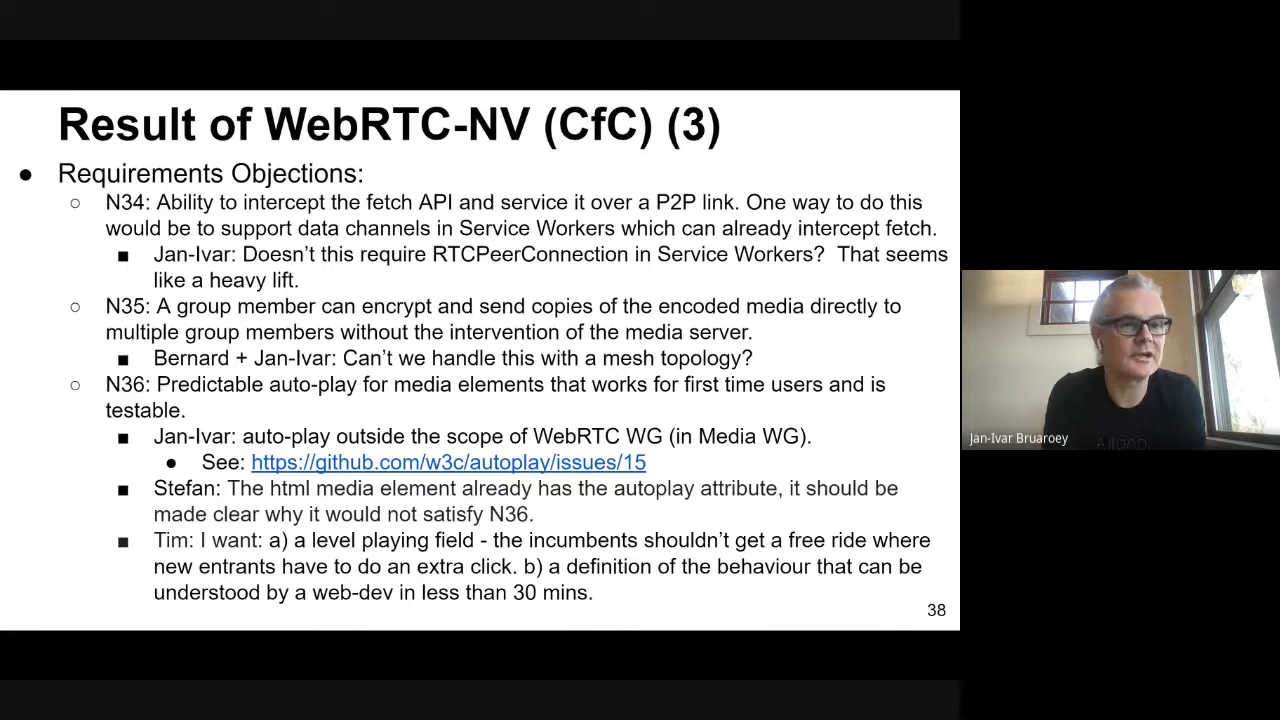 Result of WebRTC-NV (CfC) (3)
● Requirements Objections:
○ N34: Ability to intercept the fetch API and service it over a P2P link. One way to do this
would be to support data channels in Service Workers which can already intercept fetch.
■ Jan-Ivar: Doesn't this require RTCPeerConnection in Service Workers?  That seems
like a heavy lift.
○ N35: A group member can encrypt and send copies of the encoded media directly to
multiple group members without the intervention of the media server.
■ Bernard + Jan-Ivar: Can't we handle this with a mesh topology?
○ N36: Predictable auto-play for media elements that works for first time users and is
testable.
■ Jan-Ivar: auto-play outside the scope of WebRTC WG (in Media WG).
● See: https://github.com/w3c/autoplay/issues/15
■ Stefan: The html media element already has the autoplay attribute, it should be
made clear why it would not satisfy N36.
■ Tim: I want: a) a level playing field - the incumbents shouldn't get a free ride where
new entrants have to do an extra click. b) a definition of the behaviour that can be
understood by a web-dev in less than 30 mins.
38
Jan-Ivar Bruaroey